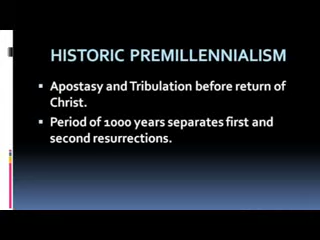 HISTORIC PREMILLENNIALISM
Apostasy and Tribulation before return of
Christ.
Period of 1000 years separates first and
second resurrections.